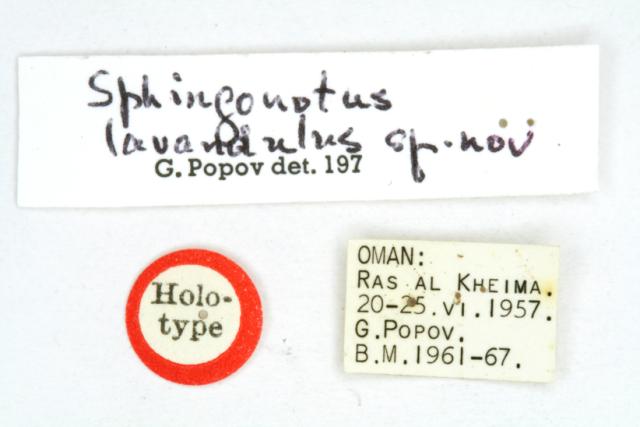 Sphingonotus
lavandulus sp. nov
G. Popov det. 197
Holo-
type
OMAN:
RAS AL KHEIMA.
20-25.VI.1957.
G.POPOV.
B.M.1961-67.